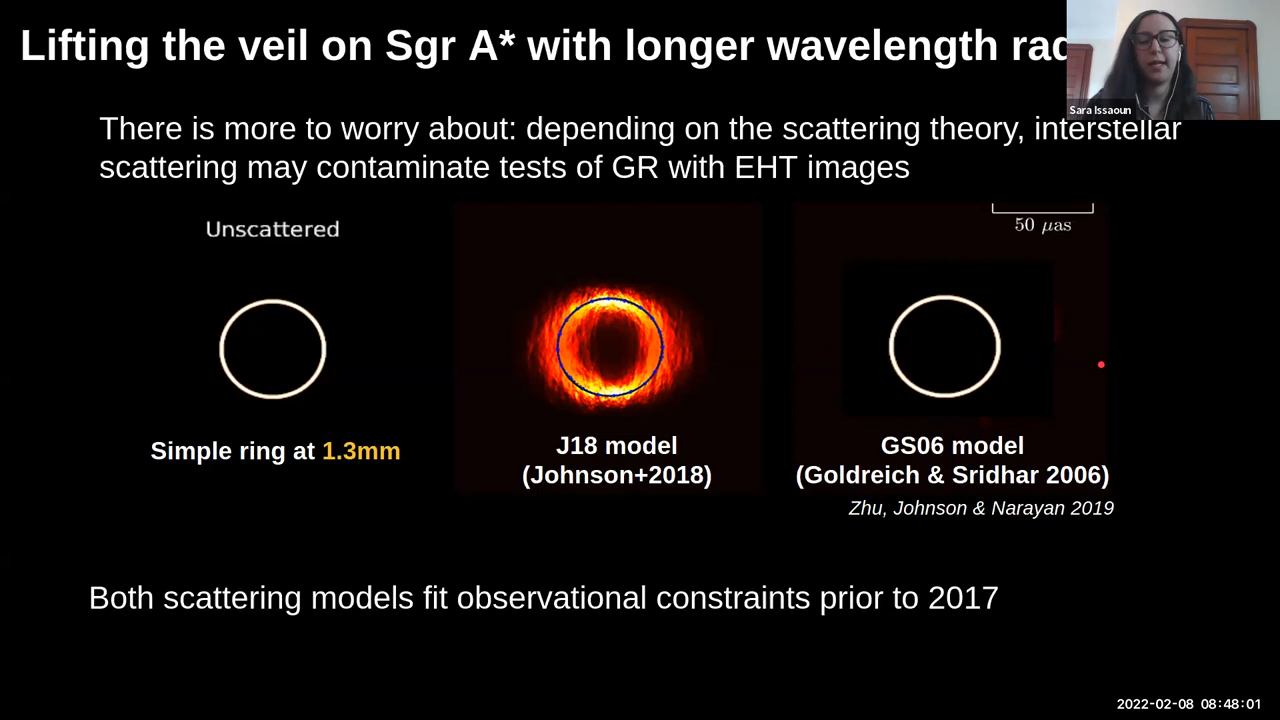 Lifting the veil on Sgr A* with longer wavelength
Sara Issaoun
There is more to worry about: depending on the scattering theory, interstellar
scattering may contaminate tests of GR with EHT images
Unscattered
50 μas
Simple ring at 1.3mm
J18 model
(Johnson+2018)
GS06 model
(Goldreich & Sridhar 2006)
Zhu, Johnson & Narayan 2019
Both scattering models fit observational constraints prior to 2017
2022-02-08 08:48:01